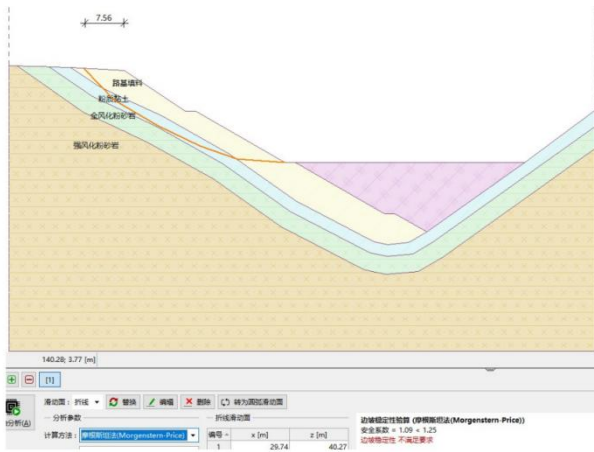 7.56
路基填料
粉质黏土
全风化粉砂岩
强风化粉砂岩
140.28; 3.77 [m]
[1]
滑动面: 折线 替换 编辑 删除 转为圆弧滑动面
分析(A)
分析参数 折线滑动面
计算方法: 摩根斯坦法(Morgenstern-Price) 编号 x [m] z [m]
1 29.74 40.27
边坡稳定性验算 (摩根斯坦法(Morgenstern-Price))
安全系数 = 1.09 < 1.25
边坡稳定性 不满足要求